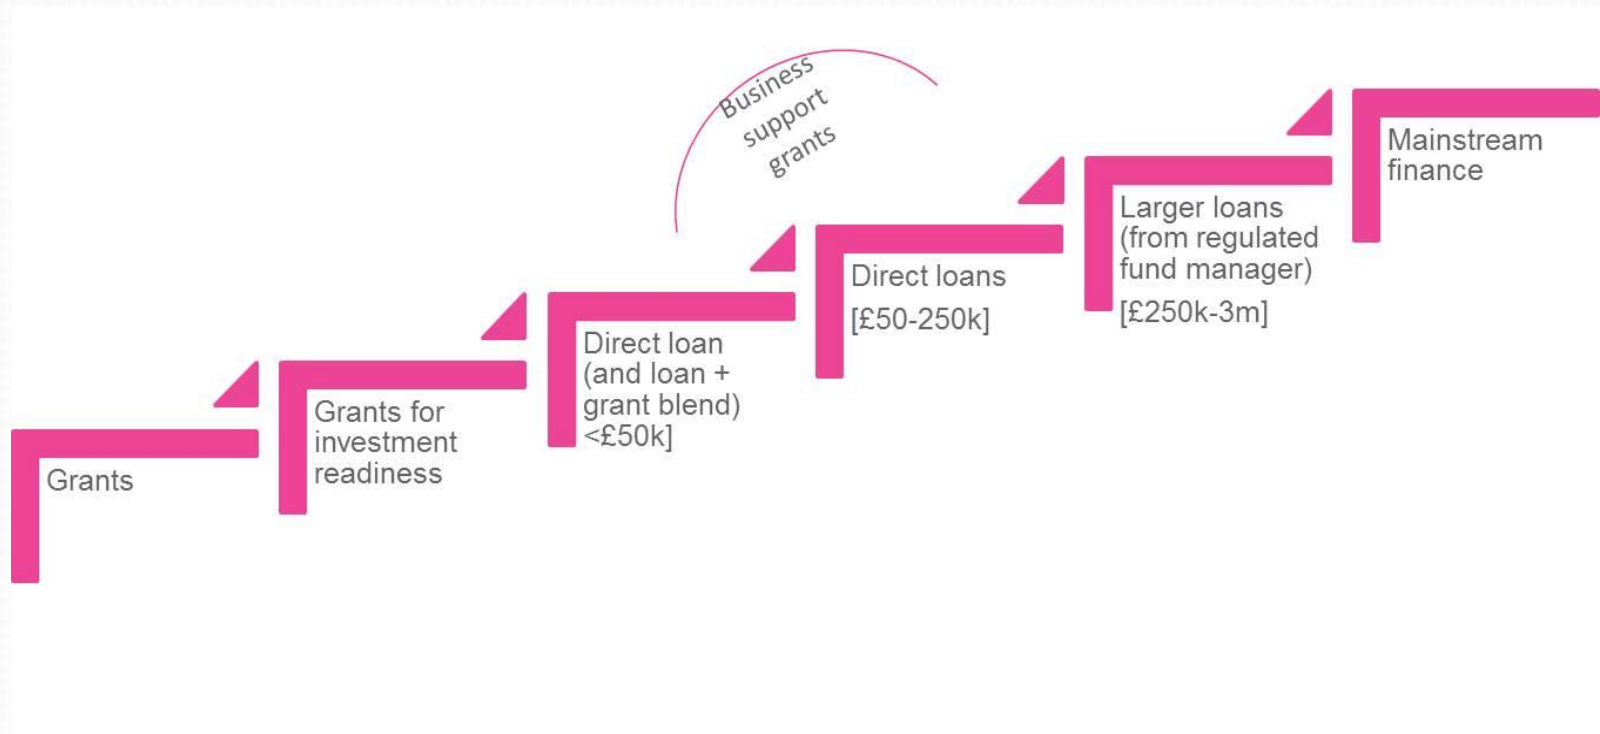 Business
support
grants
Grants
Grants for
investment
readiness
Direct loan
(and loan +
grant blend)
<£50k]
Direct loans
[£50-250k]
Larger loans
(from regulated
fund manager)
[£250k-3m]
Mainstream
finance